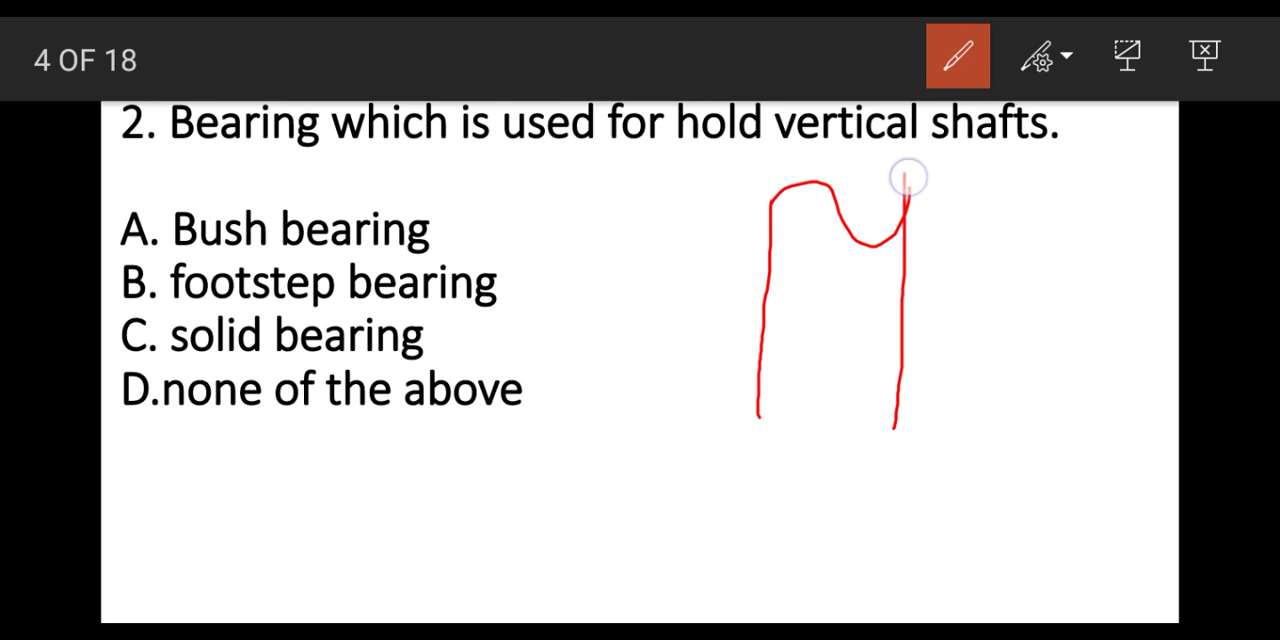 4 OF 18
2. Bearing which is used for hold vertical shafts.
A. Bush bearing
B. footstep bearing
C. solid bearing
D.none of the above